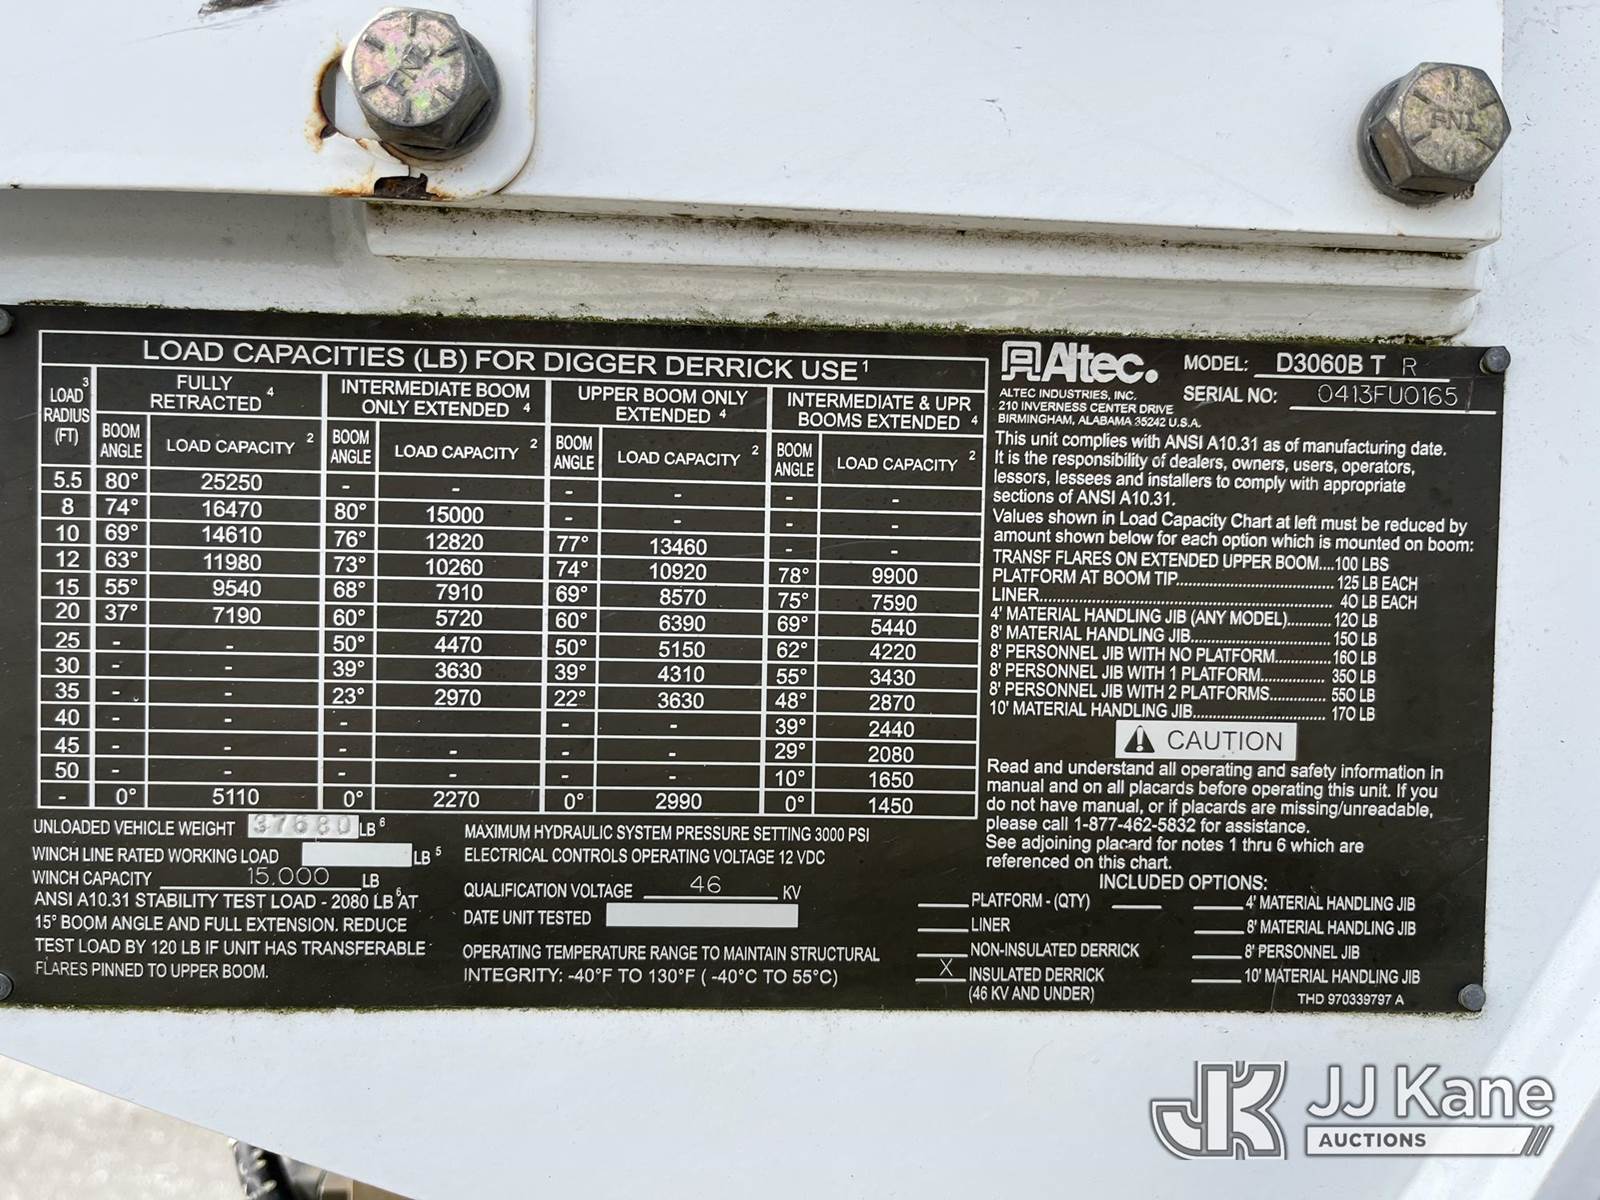 FNL
FNL
LOAD CAPACITIES (LB) FOR DIGGER DERRICK USE 1
LOAD 3
RADIUS
(FT)
FULLY
RETRACTED 4
INTERMEDIATE BOOM
ONLY EXTENDED 4
UPPER BOOM ONLY
EXTENDED 4
INTERMEDIATE & UPR
BOOMS EXTENDED 4
BOOM
ANGLE
LOAD CAPACITY 2
BOOM
ANGLE
LOAD CAPACITY 2
BOOM
ANGLE
LOAD CAPACITY 2
BOOM
ANGLE
LOAD CAPACITY 2
5.5 80° 25250 - - - - - -
8 74° 16470 80° 15000 - - - -
10 69° 14610 76° 12820 77° 13460 - -
12 63° 11980 73° 10260 74° 10920 78° 9900
15 55° 9540 68° 7910 69° 8570 75° 7590
20 37° 7190 60° 5720 60° 6390 69° 5440
25 - - 50° 4470 50° 5150 62° 4220
30 - - 39° 3630 39° 4310 55° 3430
35 - - 23° 2970 22° 3630 48° 2870
40 - - - - - - 39° 2440
45 - - - - - - 29° 2080
50 - - - - - - 10° 1650
- 0° 5110 0° 2270 0° 2990 0° 1450
UNLOADED VEHICLE WEIGHT 37680 LB 6
WINCH LINE RATED WORKING LOAD LB 5
WINCH CAPACITY 15,000 LB
ANSI A10.31 STABILITY TEST LOAD - 2080 LB 6 AT
15° BOOM ANGLE AND FULL EXTENSION. REDUCE
TEST LOAD BY 120 LB IF UNIT HAS TRANSFERABLE
FLARES PINNED TO UPPER BOOM.
MAXIMUM HYDRAULIC SYSTEM PRESSURE SETTING 3000 PSI
ELECTRICAL CONTROLS OPERATING VOLTAGE 12 VDC
QUALIFICATION VOLTAGE 46 KV
DATE UNIT TESTED
OPERATING TEMPERATURE RANGE TO MAINTAIN STRUCTURAL
INTEGRITY: -40°F TO 130°F ( -40°C TO 55°C)
Altec.
ALTEC INDUSTRIES, INC.
210 INVERNESS CENTER DRIVE
BIRMINGHAM, ALABAMA 35242 U.S.A.
MODEL: D3060B T R
SERIAL NO: 0413FU0165
This unit complies with ANSI A10.31 as of manufacturing date.
It is the responsibility of dealers, owners, users, operators,
lessors, lessees and installers to comply with appropriate
sections of ANSI A10.31.
Values shown in Load Capacity Chart at left must be reduced by
amount shown below for each option which is mounted on boom:
TRANSF FLARES ON EXTENDED UPPER BOOM....100 LBS
PLATFORM AT BOOM TIP................................125 LB EACH
LINER............................................................ 40 LB EACH
4' MATERIAL HANDLING JIB (ANY MODEL)...........120 LB
8' MATERIAL HANDLING JIB.............................150 LB
8' PERSONNEL JIB WITH NO PLATFORM..............160 LB
8' PERSONNEL JIB WITH 1 PLATFORM................350 LB
8' PERSONNEL JIB WITH 2 PLATFORMS..............550 LB
10' MATERIAL HANDLING JIB........................... 170 LB
CAUTION
Read and understand all operating and safety information in
manual and on all placards before operating this unit. If you
do not have manual, or if placards are missing/unreadable,
please call 1-877-462-5832 for assistance.
See adjoining placard for notes 1 thru 6 which are
referenced on this chart.
INCLUDED OPTIONS:
PLATFORM - (QTY)
LINER
NON-INSULATED DERRICK
X INSULATED DERRICK
(46 KV AND UNDER)
4' MATERIAL HANDLING JIB
8' MATERIAL HANDLING JIB
8' PERSONNEL JIB
10' MATERIAL HANDLING JIB
THD 970339797 A
JK JJ Kane
AUCTIONS